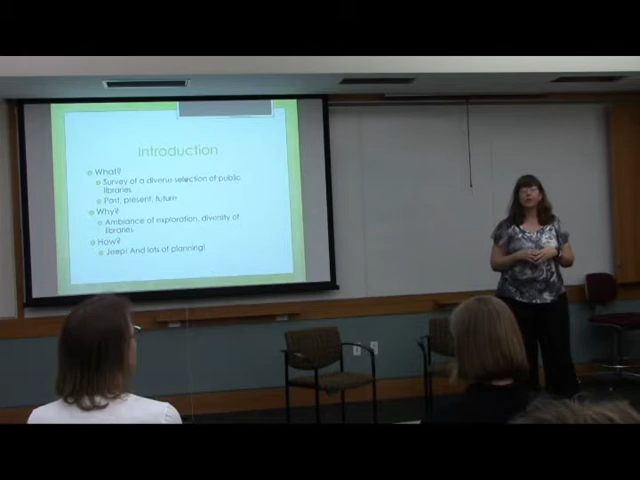 Introduction
What?
Survey of a diverse selection of public
libraries
Past, present, future
Why?
Ambiance of exploration, diversity of
libraries
How?
Jeep! And lots of planning!